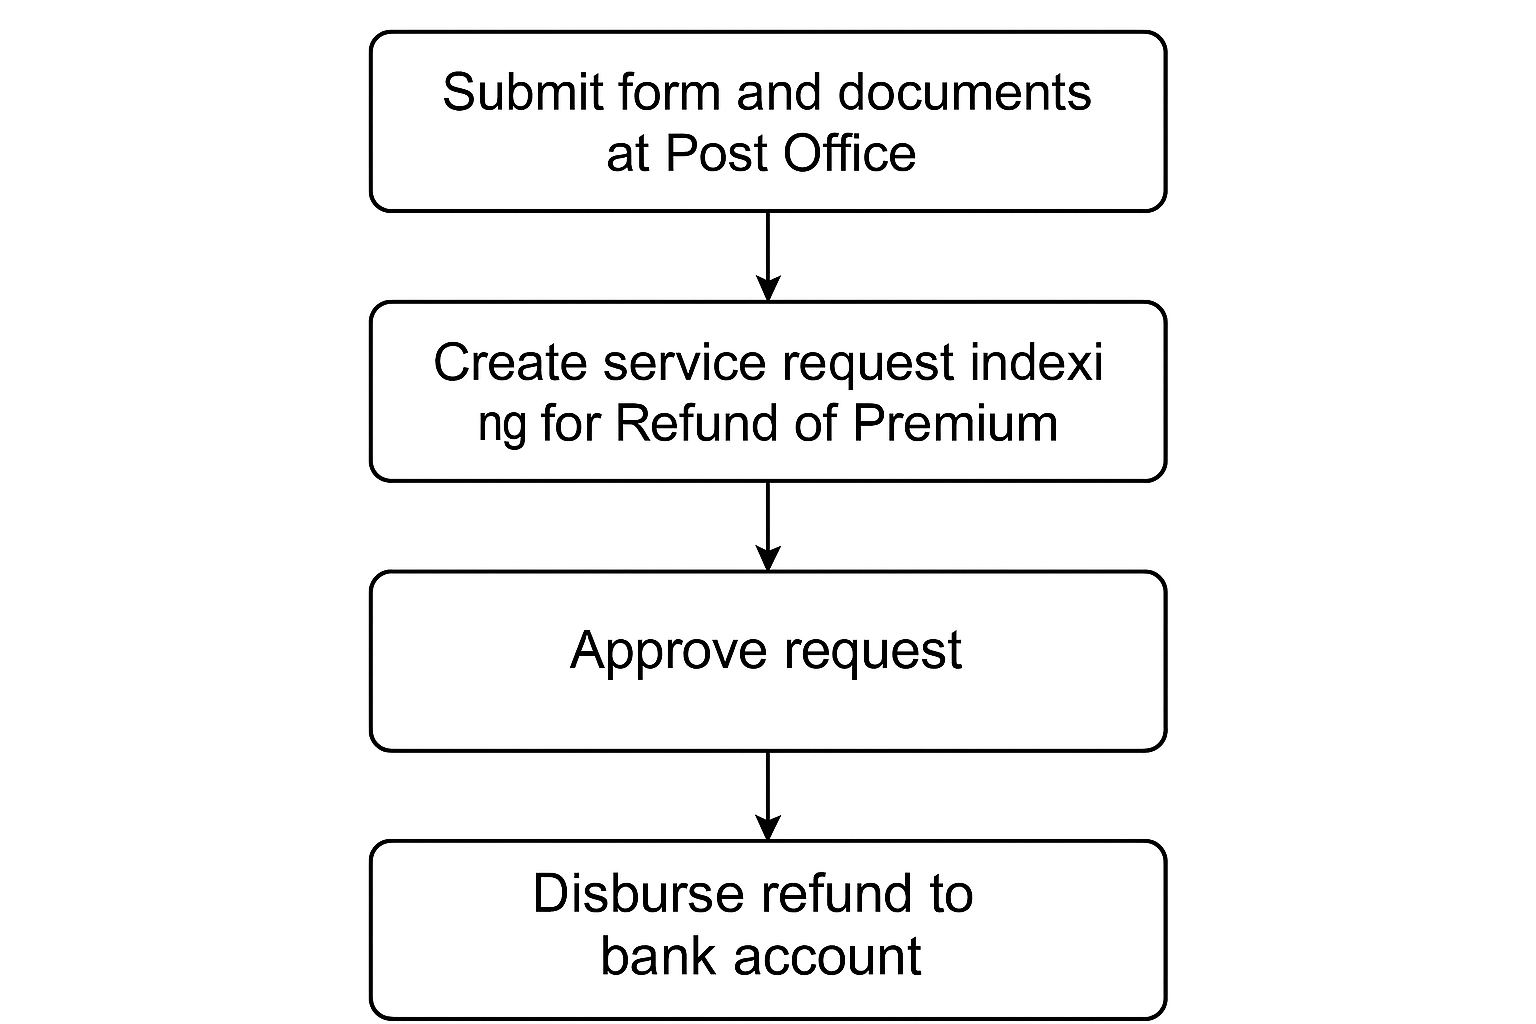 Submit form and documents
at Post Office
Create service request indexi
ng for Refund of Premium
Approve request
Disburse refund to
bank account